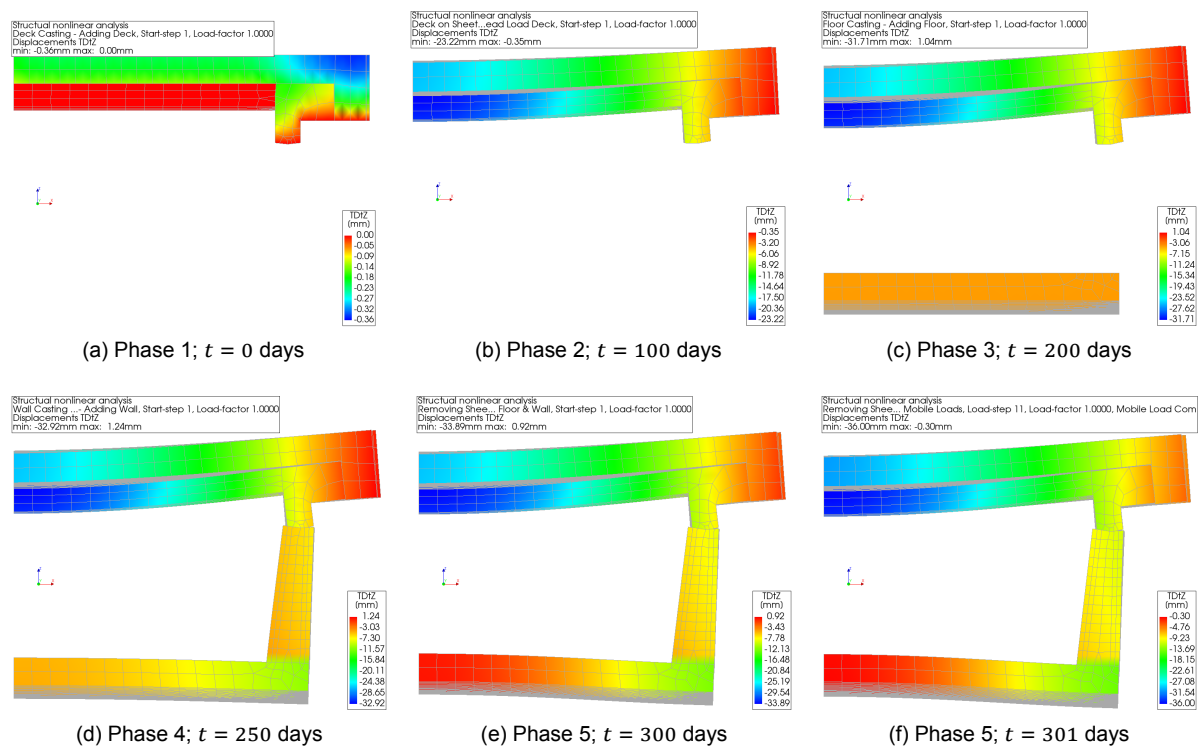 Structual nonlinear analysis
Deck Casting - Adding Deck, Start-step 1, Load-factor 1.0000
Displacements TDtZ
min: -0.36mm max: 0.00mm
TDtZ
[mm]
0.00
-0.05
-0.09
-0.14
-0.18
-0.23
-0.27
-0.32
-0.36
(a) Phase 1; t = 0 days
Structual nonlinear analysis
Deck on Sheet...ead Load Deck, Start-step 1, Load-factor 1.0000
Displacements TDtZ
min: -23.22mm max: -0.35mm
TDtZ
[mm]
-0.35
-3.20
-6.06
-8.92
-11.78
-14.64
-17.50
-20.36
-23.22
(b) Phase 2; t = 100 days
Structual nonlinear analysis
Floor Casting - Adding Floor, Start-step 1, Load-factor 1.0000
Displacements TDtZ
min: -31.71mm max: 1.04mm
TDtZ
[mm]
1.04
-3.06
-7.15
-11.24
-15.34
-19.43
-23.52
-27.62
-31.71
(c) Phase 3; t = 200 days
Structual nonlinear analysis
Wall Casting ...- Adding Wall, Start-step 1, Load-factor 1.0000
Displacements TDtZ
min: -32.92mm max: 1.24mm
TDtZ
[mm]
1.24
-3.03
-7.30
-11.57
-15.84
-20.11
-24.38
-28.65
-32.92
(d) Phase 4; t = 250 days
Structual nonlinear analysis
Removing Shee... Floor & Wall, Start-step 1, Load-factor 1.0000
Displacements TDtZ
min: -33.89mm max: 0.92mm
TDtZ
[mm]
0.92
-3.43
-7.78
-12.13
-16.48
-20.84
-25.19
-29.54
-33.89
(e) Phase 5; t = 300 days
Structual nonlinear analysis
Removing Shee... Mobile Loads, Load-step 11, Load-factor 1.0000, Mobile Load Com
Displacements TDtZ
min: -36.00mm max: -0.30mm
TDtZ
[mm]
-0.30
-4.76
-9.23
-13.69
-18.15
-22.61
-27.08
-31.54
-36.00
(f) Phase 5; t = 301 days